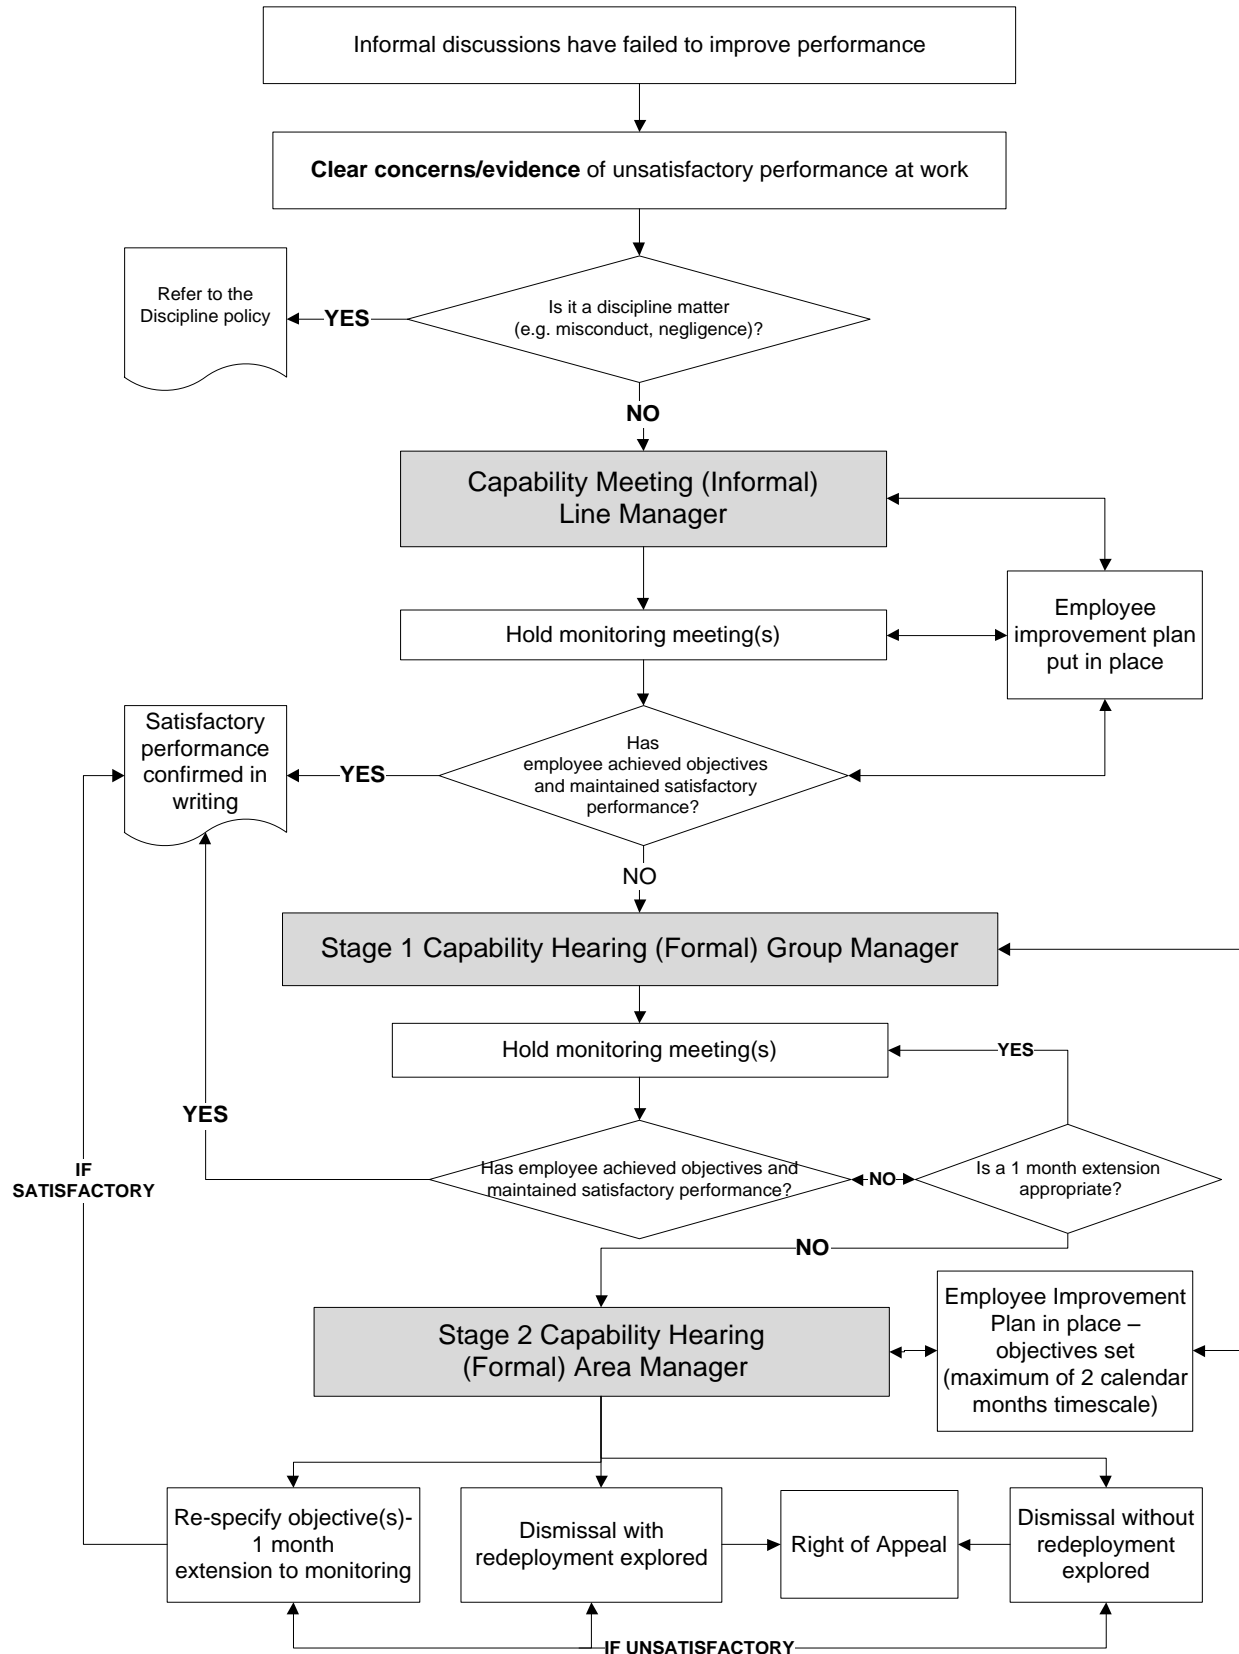 Informal discussions have failed to improve performance
Clear concerns/evidence of unsatisfactory performance at work
Refer to the
Discipline policy
YES
Is it a discipline matter
(e.g. misconduct, negligence)?
NO
Capability Meeting (Informal)
Line Manager
Hold monitoring meeting(s)
Employee
improvement plan
put in place
Satisfactory
performance
confirmed in
writing
YES
Has
employee achieved objectives
and maintained satisfactory
performance?
NO
Stage 1 Capability Hearing (Formal) Group Manager
Hold monitoring meeting(s)
YES
YES
IF
SATISFACTORY
Has employee achieved objectives and
maintained satisfactory performance?
NO
Is a 1 month extension
appropriate?
NO
Stage 2 Capability Hearing
(Formal) Area Manager
Employee Improvement
Plan in place –
objectives set
(maximum of 2 calendar
months timescale)
Re-specify objective(s)-
1 month
extension to monitoring
Dismissal with
redeployment explored
Right of Appeal
Dismissal without
redeployment
explored
IF UNSATISFACTORY